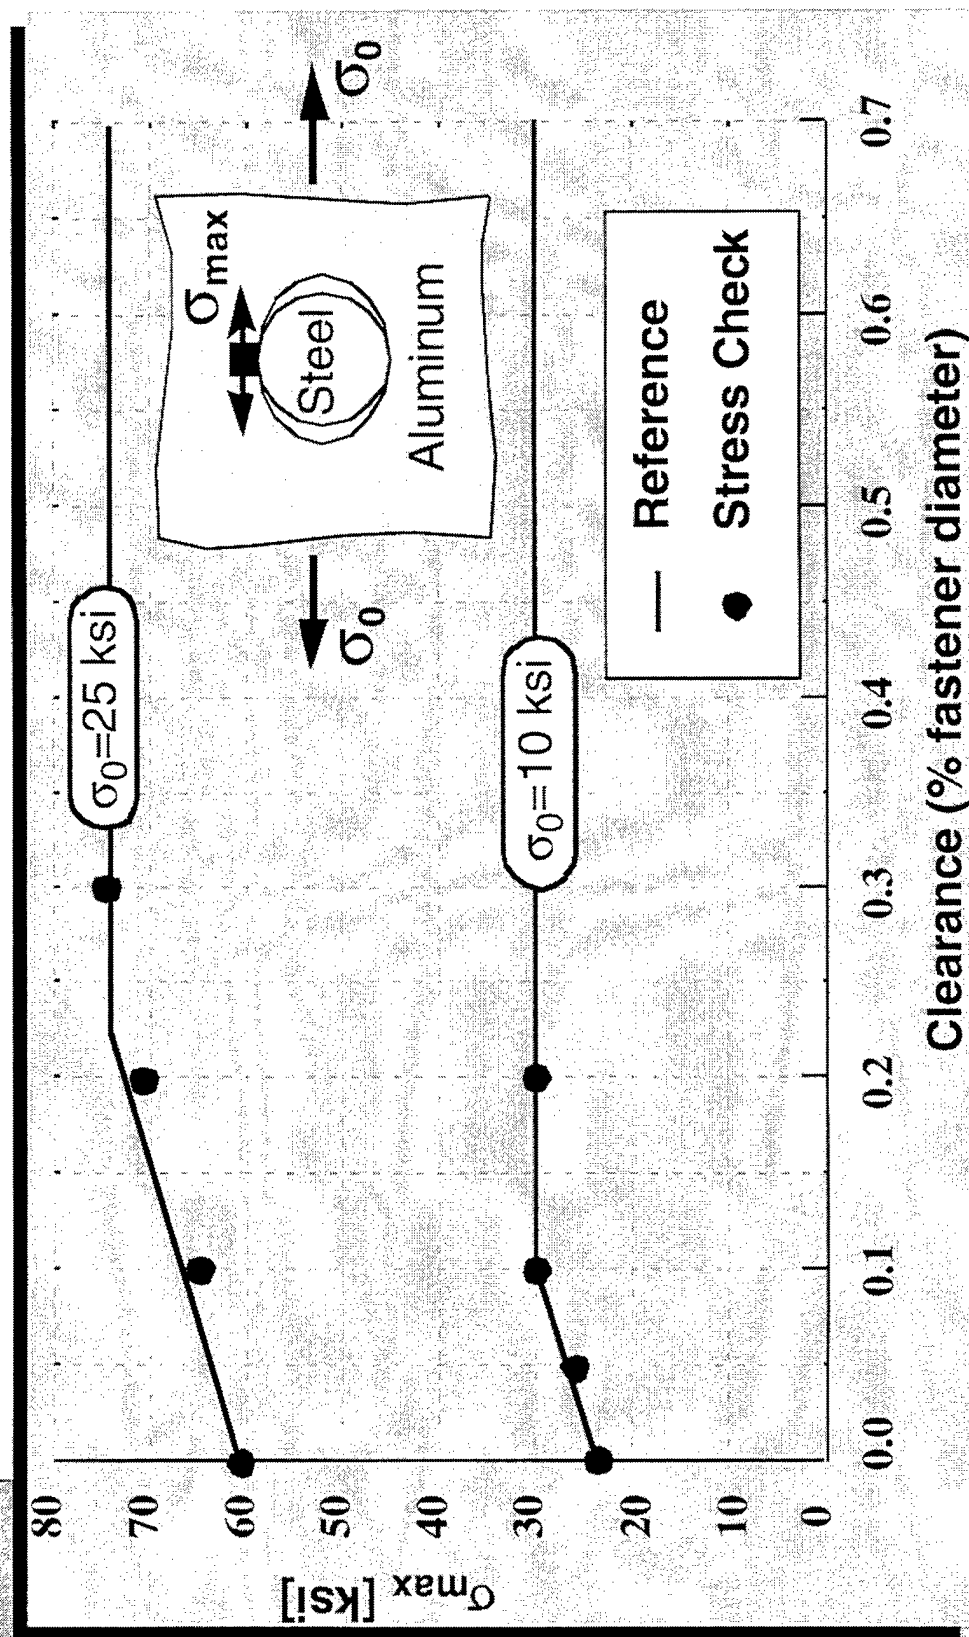 80
70
60
50
40
30
20
10
0
σmax [ksi]
σ0=25 ksi
σ0=10 ksi
σ0
σ0
σmax
Steel
Aluminum
Reference
Stress Check
0.0
0.1
0.2
0.3
0.4
0.5
0.6
0.7
Clearance (% fastener diameter)